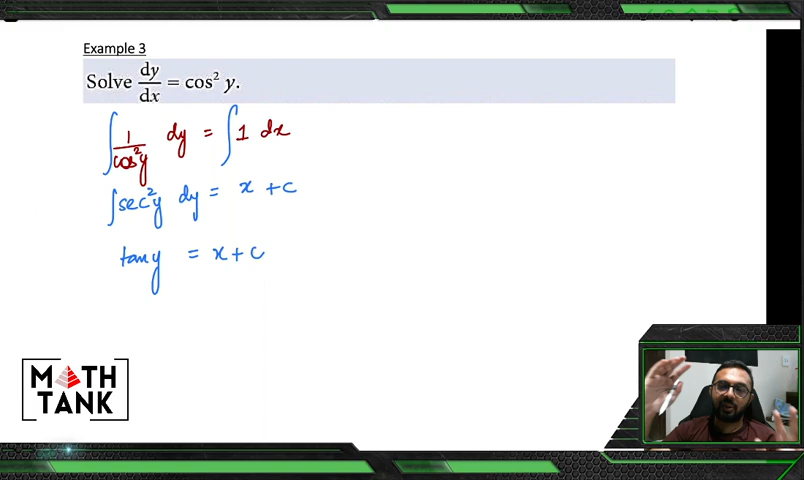 Example 3
Solve dy/dx = cos² y.
∫ 1/cos²y dy = ∫ 1 dx
∫ sec²y dy = x + c
tan y = x + c
MATH
TANK